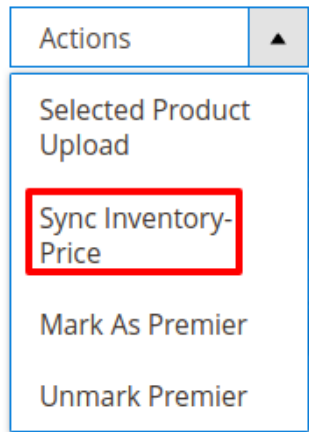 Actions
Selected Product
Upload
Sync Inventory-
Price
Mark As Premier
Unmark Premier